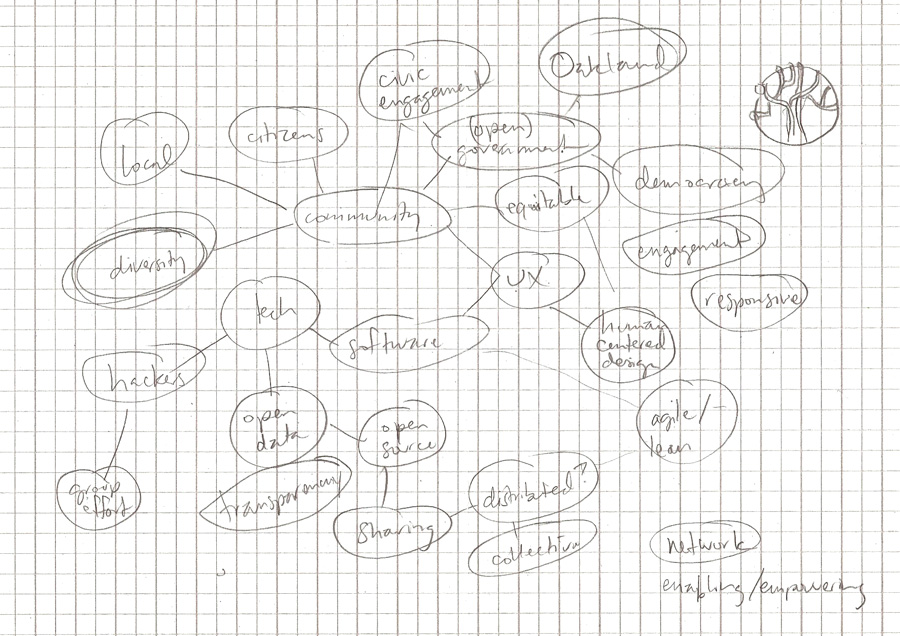 civic
engagement
Oakland
citizens
(open)
government
local
democracy
equitable
community
engagement
diversity
UX
responsive
tech
software
human
centered
design
hackers
open
data
open
source
agile/
lean
group
effort
transparency
distributed?
sharing
collective
network
enabling/empowering